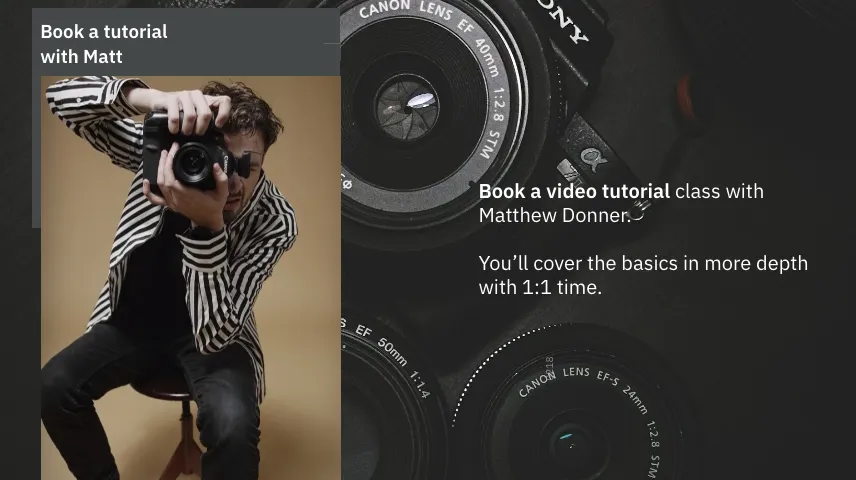 Book a tutorial
with Matt
CANON LENS EF 40mm 1:2.8 STM
SONY
α
Book a video tutorial class with
Matthew Donner.
You’ll cover the basics in more depth
with 1:1 time.
S EF 50mm 1:1.4
CANON LENS EF-S 24mm 1:2.8 STM